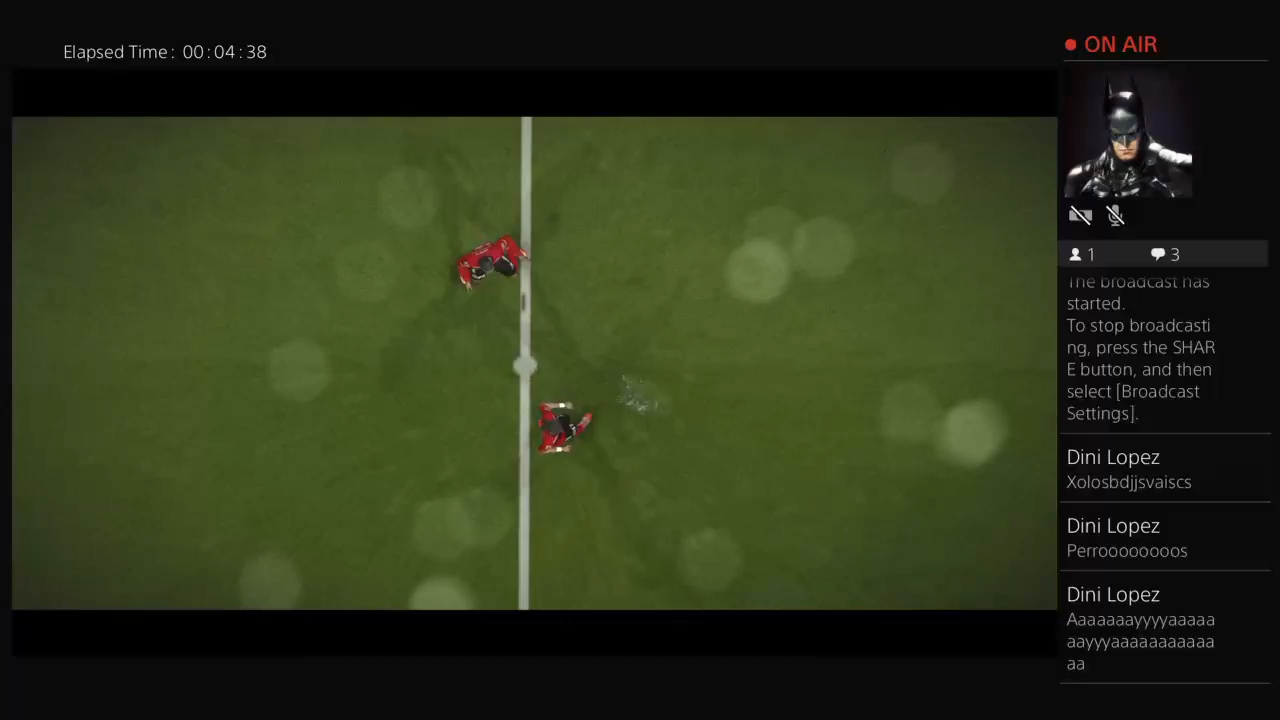 Elapsed Time: 00:04:38
ON AIR
1 3
The broadcast has
started.
To stop broadcasti
ng, press the SHAR
E button, and then
select [Broadcast
Settings].
Dini Lopez
Xolosbdjjsvaiscs
Dini Lopez
Perroooooooos
Dini Lopez
Aaaaaaayyyyaaaaa
aayyyaaaaaaaaaaa
aa